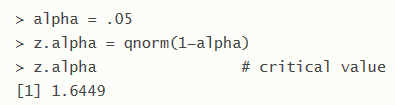 > alpha = .05
> z.alpha = qnorm(1−alpha)
> z.alpha # critical value
[1] 1.6449